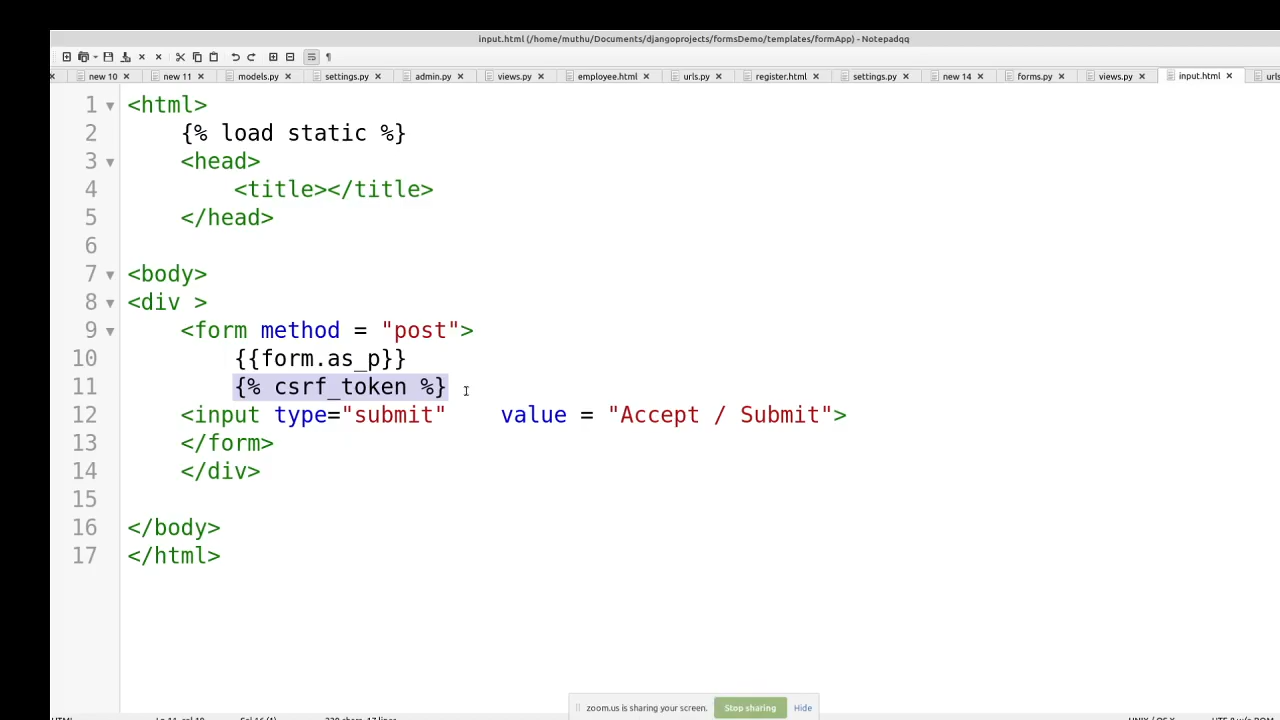 input.html (/home/muthu/Documents/djangoprojects/formsDemo/templates/formApp) - Notepadqq
new 10 new 11 models.py settings.py admin.py views.py employee.html urls.py register.html settings.py new 14 forms.py views.py input.html
1 <html>
2 {% load static %}
3 <head>
4 <title></title>
5 </head>
6
7 <body>
8 <div >
9 <form method = "post">
10 {{form.as_p}}
11 {% csrf_token %}
12 <input type="submit" value = "Accept / Submit">
13 </form>
14 </div>
15
16 </body>
17 </html>
zoom.us is sharing your screen. Stop sharing Hide